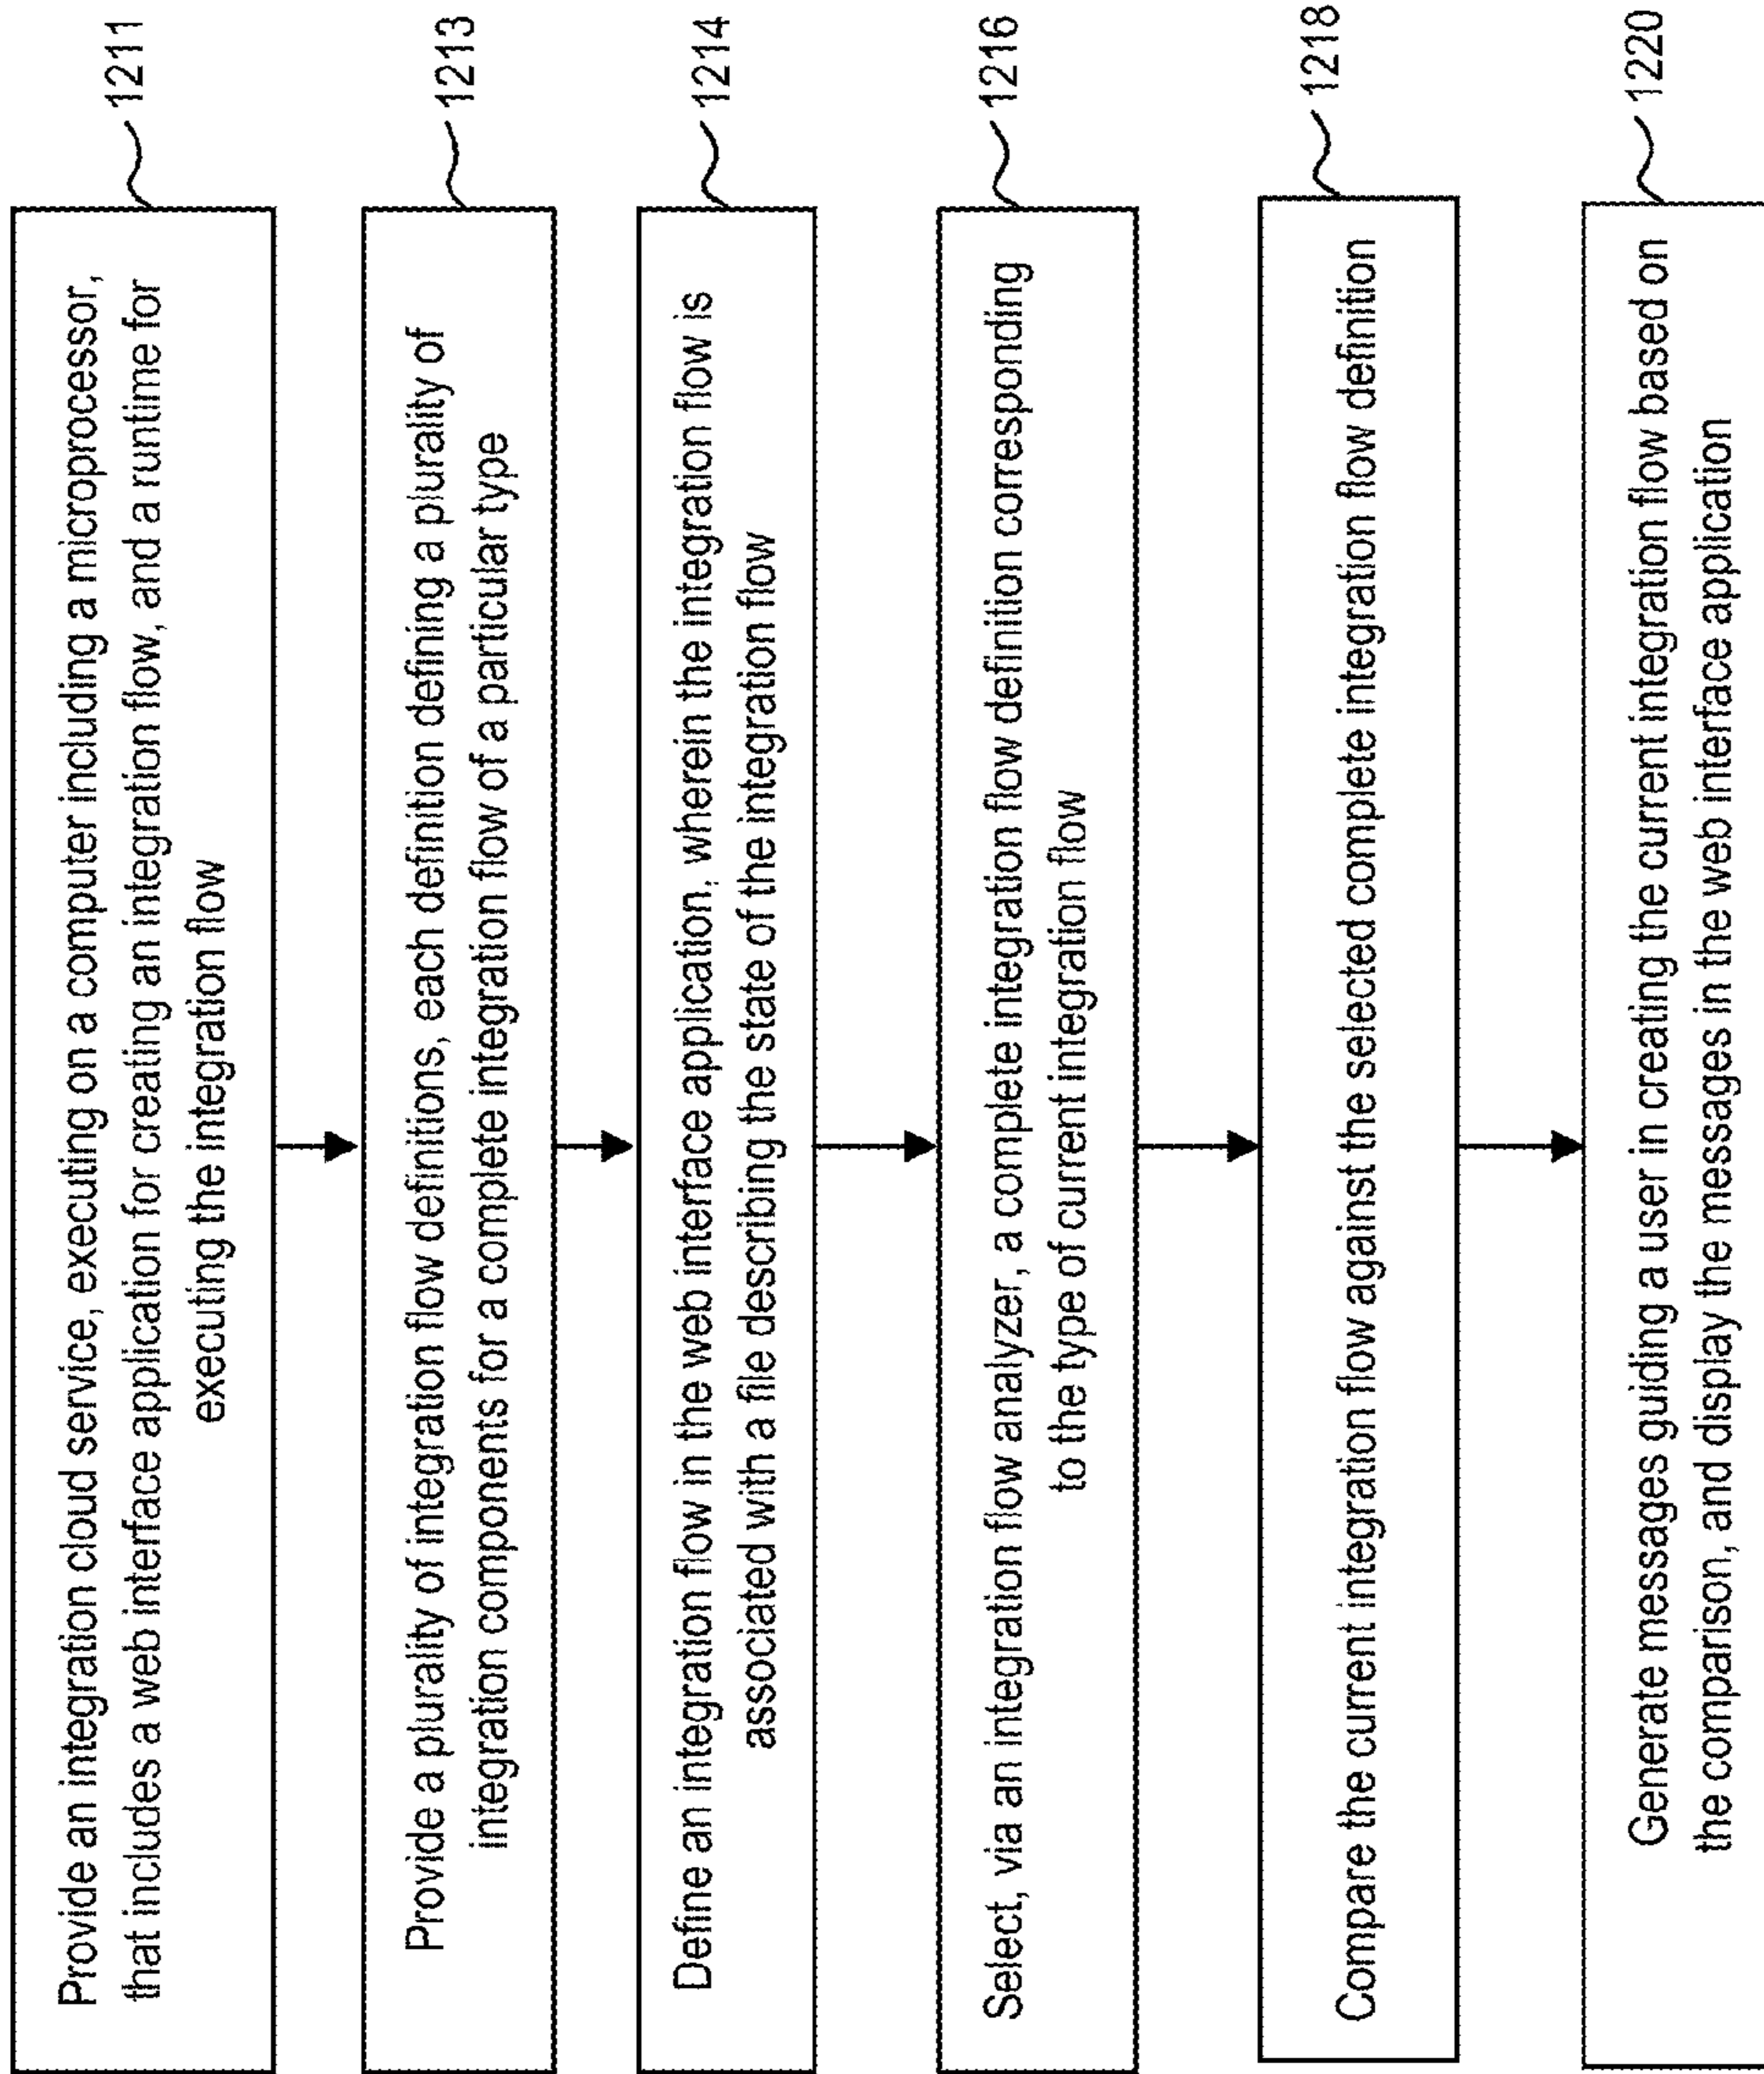 Provide an integration cloud service, executing on a computer including a microprocessor,
that includes a web interface application for creating an integration flow, and a runtime for
executing the integration flow
1211
Provide a plurality of integration flow definitions, each definition defining a plurality of
integration components for a complete integration flow of a particular type
1213
Define an integration flow in the web interface application, wherein the integration flow is
associated with a file describing the state of the integration flow
1214
Select, via an integration flow analyzer, a complete integration flow definition corresponding
to the type of current integration flow
1216
Compare the current integration flow against the selected complete integration flow definition
1218
Generate messages guiding a user in creating the current integration flow based on
the comparison, and display the messages in the web interface application
1220